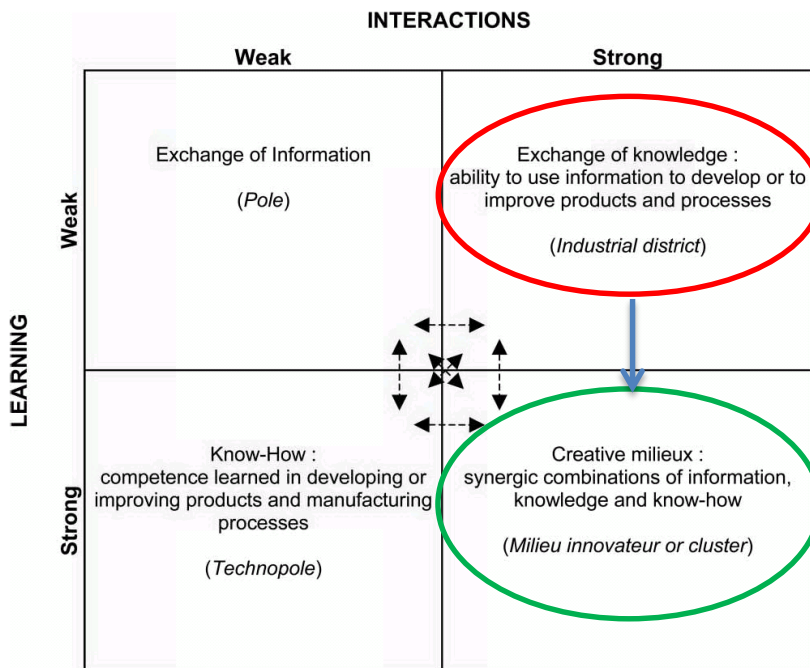 INTERACTIONS
Weak
Strong
LEARNING
Weak
Exchange of Information
(Pole)
Exchange of knowledge :
ability to use information to develop or to
improve products and processes
(Industrial district)
Strong
Know-How :
competence learned in developing or
improving products and manufacturing
processes
(Technopole)
Creative milieux :
synergic combinations of information,
knowledge and know-how
(Milieu innovateur or cluster)